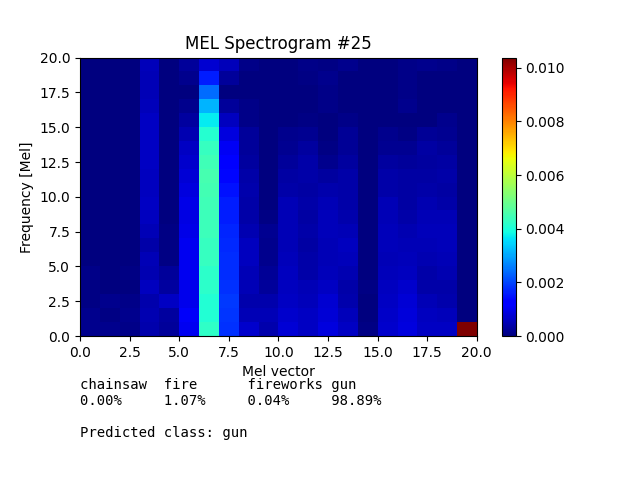 MEL Spectrogram #25
Frequency [Mel]
20.0
17.5
15.0
12.5
10.0
7.5
5.0
2.5
0.0
0.0 2.5 5.0 7.5 10.0 12.5 15.0 17.5 20.0
Mel vector
0.010
0.008
0.006
0.004
0.002
0.000
chainsaw fire fireworks gun
0.00% 1.07% 0.04% 98.89%
Predicted class: gun